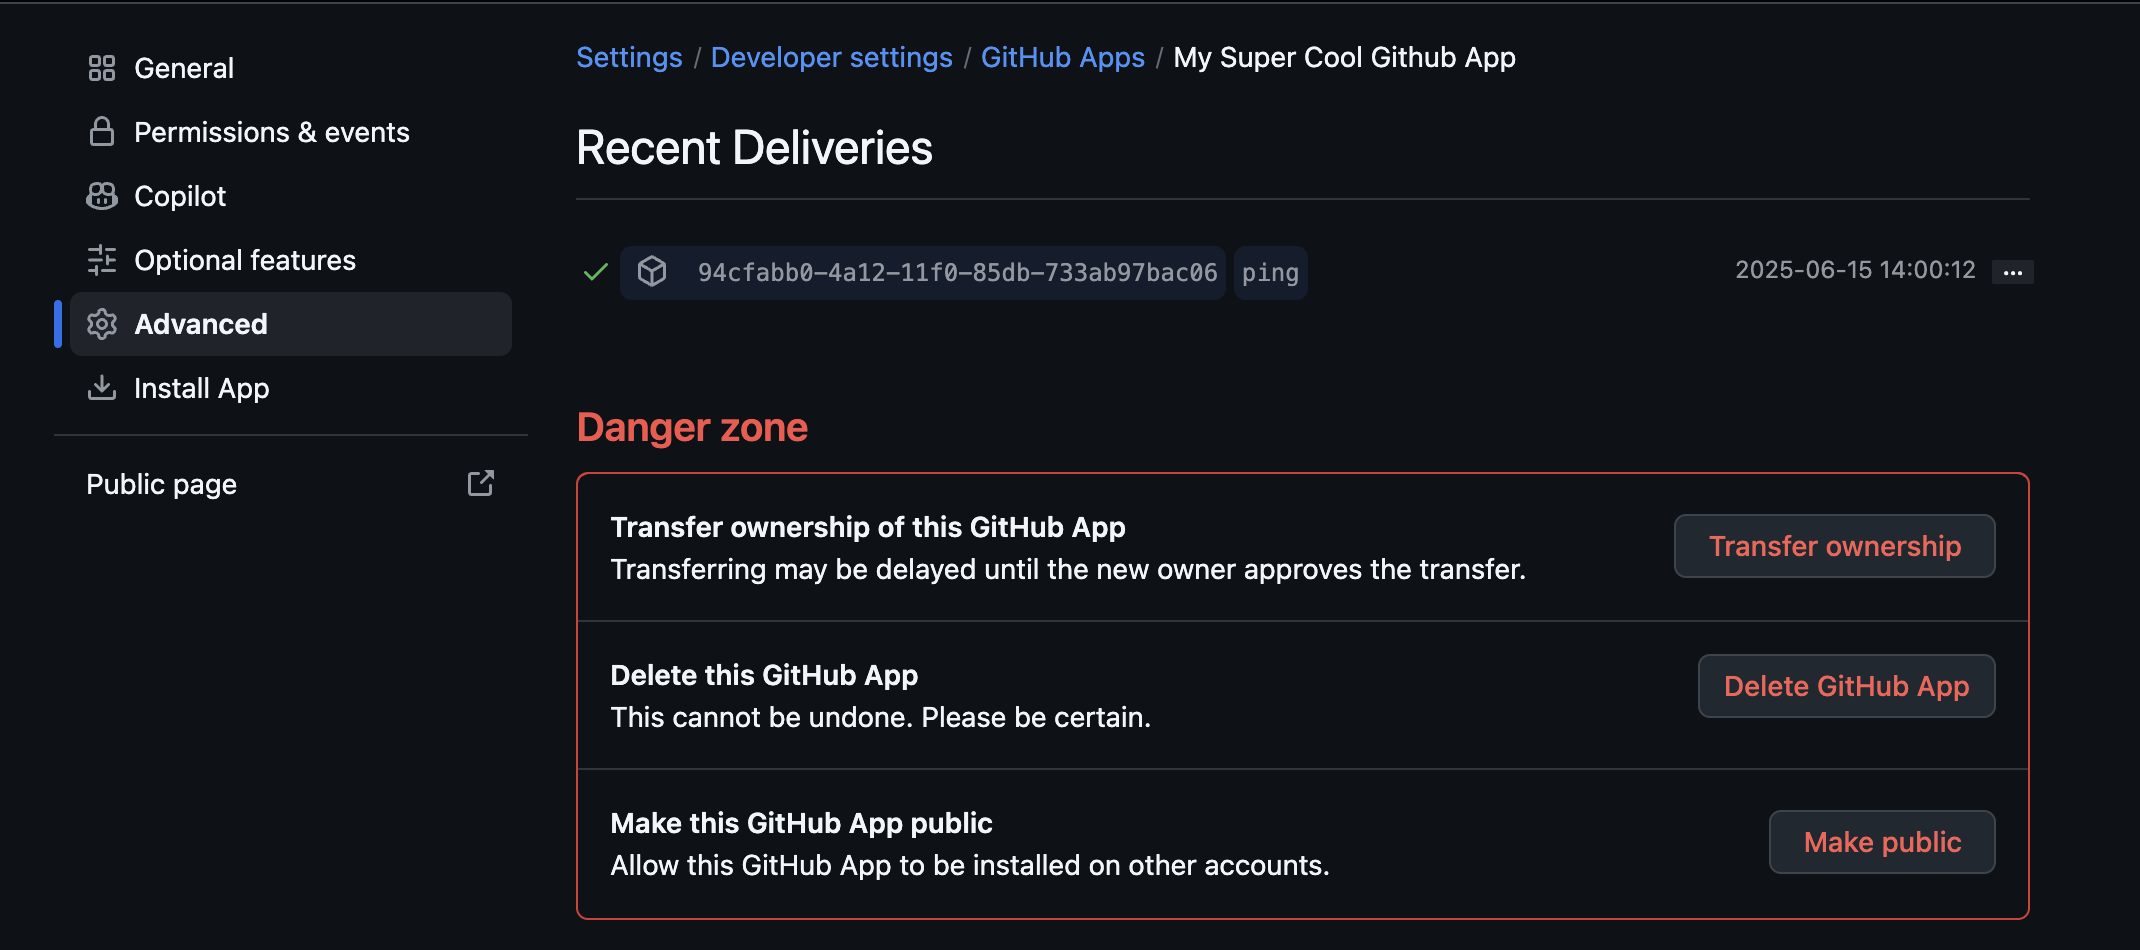 General
Permissions & events
Copilot
Optional features
Advanced
Install App
Public page
Settings / Developer settings / GitHub Apps / My Super Cool Github App
Recent Deliveries
94cfabb0-4a12-11f0-85db-733ab97bac06 ping 2025-06-15 14:00:12 ...
Danger zone
Transfer ownership of this GitHub App
Transferring may be delayed until the new owner approves the transfer.
Transfer ownership
Delete this GitHub App
This cannot be undone. Please be certain.
Delete GitHub App
Make this GitHub App public
Allow this GitHub App to be installed on other accounts.
Make public